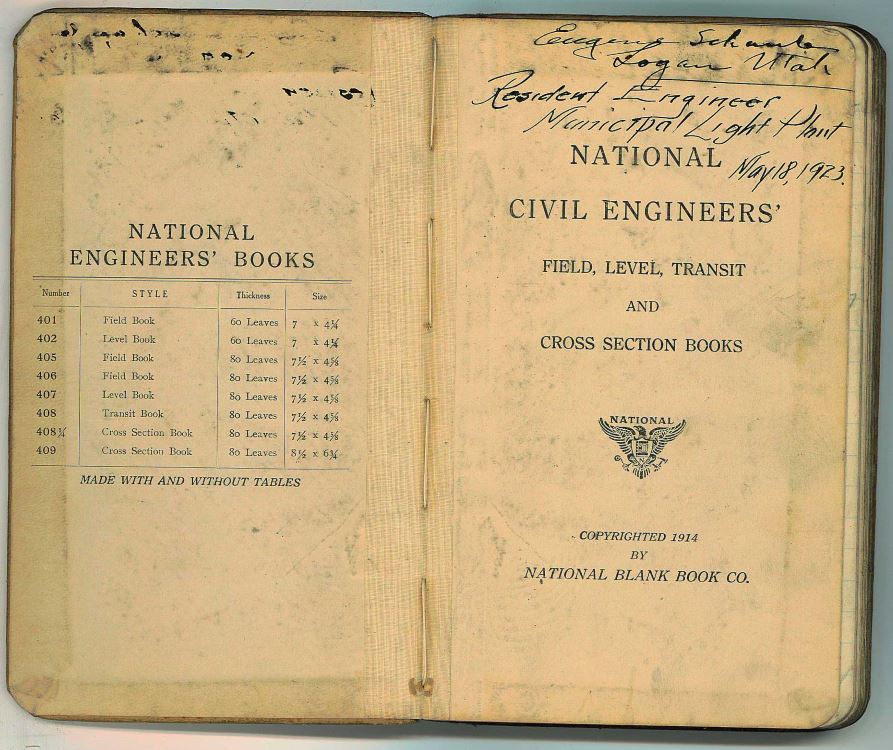 NATIONAL
ENGINEERS' BOOKS
Number STYLE Thickness Size
401 Field Book 60 Leaves 7 x 4¼
402 Level Book 60 Leaves 7 x 4¼
405 Field Book 80 Leaves 7½ x 4⅝
406 Field Book 80 Leaves 7½ x 4⅝
407 Level Book 80 Leaves 7½ x 4⅝
408 Transit Book 80 Leaves 7½ x 4⅝
408¼ Cross Section Book 80 Leaves 7½ x 4⅝
409 Cross Section Book 80 Leaves 8½ x 6¾
MADE WITH AND WITHOUT TABLES
Eugene
Logan Utah
Resident Engineer
Municipal Light Plant
May 18, 1923.
NATIONAL
CIVIL ENGINEERS'
FIELD, LEVEL, TRANSIT
AND
CROSS SECTION BOOKS
NATIONAL
COPYRIGHTED 1914
BY
NATIONAL BLANK BOOK CO.